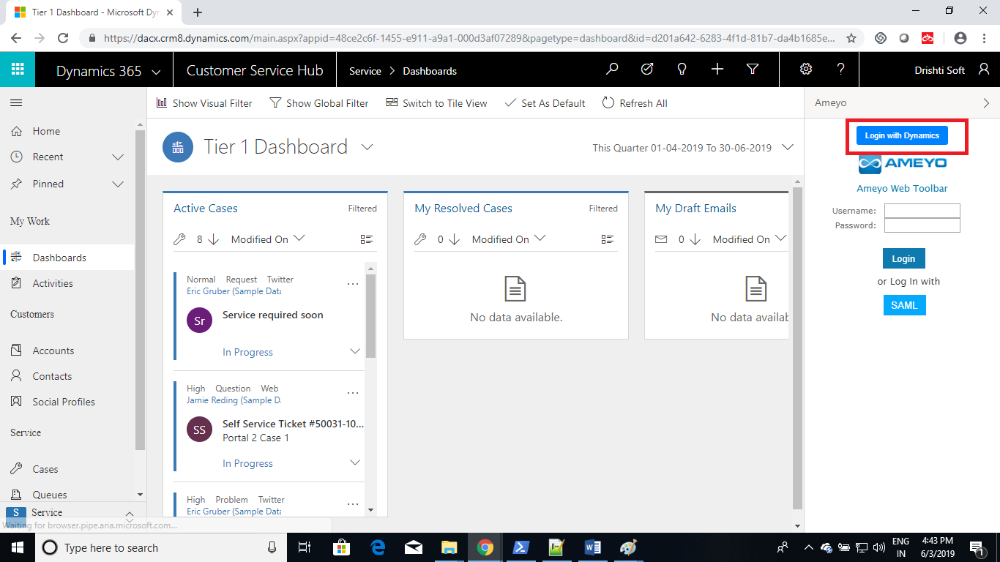 Tier 1 Dashboard - Microsoft Dyn
https://dacx.crm8.dynamics.com/main.aspx?appid=48ce2c6f-1455-e911-a9a1-000d3af07289&pagetype=dashboard&id=d201a642-6283-4f1d-81b7-da4b1685e...
Dynamics 365
Customer Service Hub
Service > Dashboards
Drishti Soft
Show Visual Filter
Show Global Filter
Switch to Tile View
Set As Default
Refresh All
Ameyo
Home
Recent
Pinned
My Work
Dashboards
Activities
Customers
Accounts
Contacts
Social Profiles
Service
Cases
Queues
S Service
Waiting for browser.pipe.aria.microsoft.com...
Tier 1 Dashboard
This Quarter 01-04-2019 To 30-06-2019
Active Cases Filtered
8 Modified On
Normal Request Twitter
Eric Gruber (Sample Data
Sr Service required soon
In Progress
High Question Web
Jamie Reding (Sample D
SS Self Service Ticket #50031-10...
Portal 2 Case 1
In Progress
High Problem Twitter
Eric Gruber (Sample Data
My Resolved Cases Filtered
0 Modified On
No data available.
My Draft Emails
0 Modified On
No data availab
Login with Dynamics
AMEYO
Ameyo Web Toolbar
Username:
Password:
Login
or Log In with
SAML
Type here to search
ENG
IN
4:43 PM
6/3/2019
1